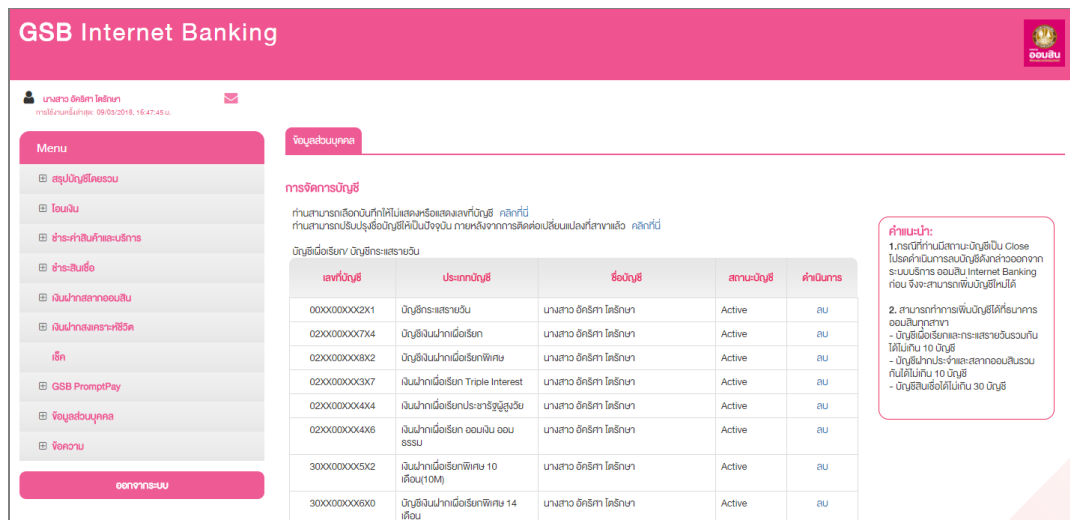 GSB Internet Banking
ออมสิน
นางสาว อัคริศา ไตรักษา
การใช้งานครั้งล่าสุด: 09/03/2018, 16:47:45 น.
Menu
สรุปบัญชีโดยรวม
โอนเงิน
ชำระค่าสินค้าและบริการ
ชำระสินเชื่อ
เงินฝากสลากออมสิน
เงินฝากสงเคราะห์ชีวิต
เช็ค
GSB PromptPay
ข้อมูลส่วนบุคคล
ข้อความ
ออกจากระบบ
ข้อมูลส่วนบุคคล
การจัดการบัญชี
ท่านสามารถเลือกบันทึกให้ไม่แสดงหรือแสดงเลขที่บัญชี คลิกที่นี่
ท่านสามารถปรับปรุงชื่อบัญชีให้เป็นปัจจุบัน ภายหลังจากการติดต่อเปลี่ยนแปลงที่สาขาแล้ว คลิกที่นี่
บัญชีเผื่อเรียก/ บัญชีกระแสรายวัน
เลขที่บัญชี ประเภทบัญชี ชื่อบัญชี สถานะบัญชี ดำเนินการ
00XX00XXX2X1 บัญชีกระแสรายวัน นางสาว อัคริศา ไตรักษา Active ลบ
02XX00XXX7X4 บัญชีเงินฝากเผื่อเรียก นางสาว อัคริศา ไตรักษา Active ลบ
02XX00XXX8X2 บัญชีเงินฝากเผื่อเรียกพิเศษ นางสาว อัคริศา ไตรักษา Active ลบ
02XX00XXX3X7 เงินฝากเผื่อเรียก Triple Interest นางสาว อัคริศา ไตรักษา Active ลบ
02XX00XXX4X4 เงินฝากเผื่อเรียกประชารัฐผู้สูงวัย นางสาว อัคริศา ไตรักษา Active ลบ
02XX00XXX4X6 เงินฝากเผื่อเรียก ออมเงิน ออม นางสาว อัคริศา ไตรักษา Active ลบ
ธรรม
30XX00XXX5X2 เงินฝากเผื่อเรียกพิเศษ 10 นางสาว อัคริศา ไตรักษา Active ลบ
เดือน(10M)
30XX00XXX6X0 บัญชีเงินฝากเผื่อเรียกพิเศษ 14 นางสาว อัคริศา ไตรักษา Active ลบ
เดือน
คำแนะนำ:
1.กรณีที่ท่านมีสถานะบัญชีเป็น Close
โปรดดำเนินการลบบัญชีดังกล่าวออกจาก
ระบบบริการ ออมสิน Internet Banking
ก่อน จึงจะสามารถเพิ่มบัญชีใหม่ได้
2. สามารถทำการเพิ่มบัญชีได้ที่ธนาคาร
ออมสินทุกสาขา
- บัญชีเผื่อเรียกและกระแสรายวันรวมกัน
ได้ไม่เกิน 10 บัญชี
- บัญชีฝากประจำและสลากออมสินรวม
กันได้ไม่เกิน 10 บัญชี
- บัญชีสินเชื่อได้ไม่เกิน 30 บัญชี